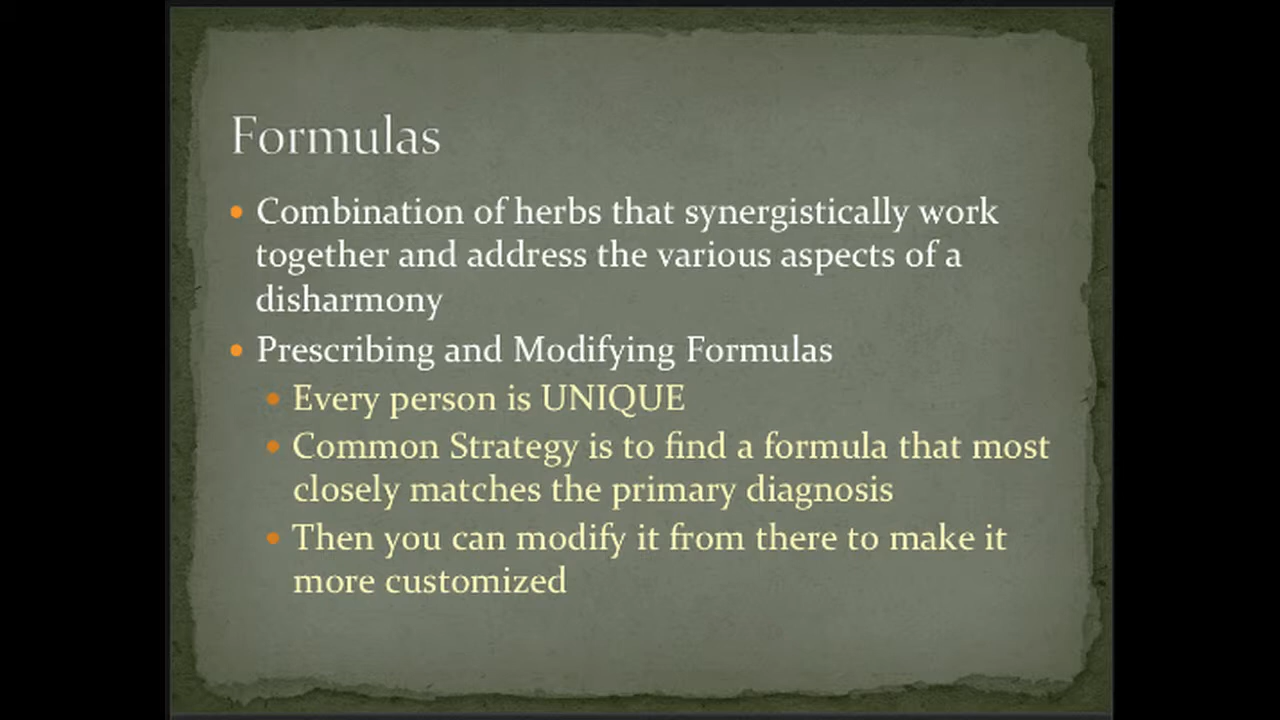 Formulas
• Combination of herbs that synergistically work
together and address the various aspects of a
disharmony
• Prescribing and Modifying Formulas
• Every person is UNIQUE
• Common Strategy is to find a formula that most
closely matches the primary diagnosis
• Then you can modify it from there to make it
more customized